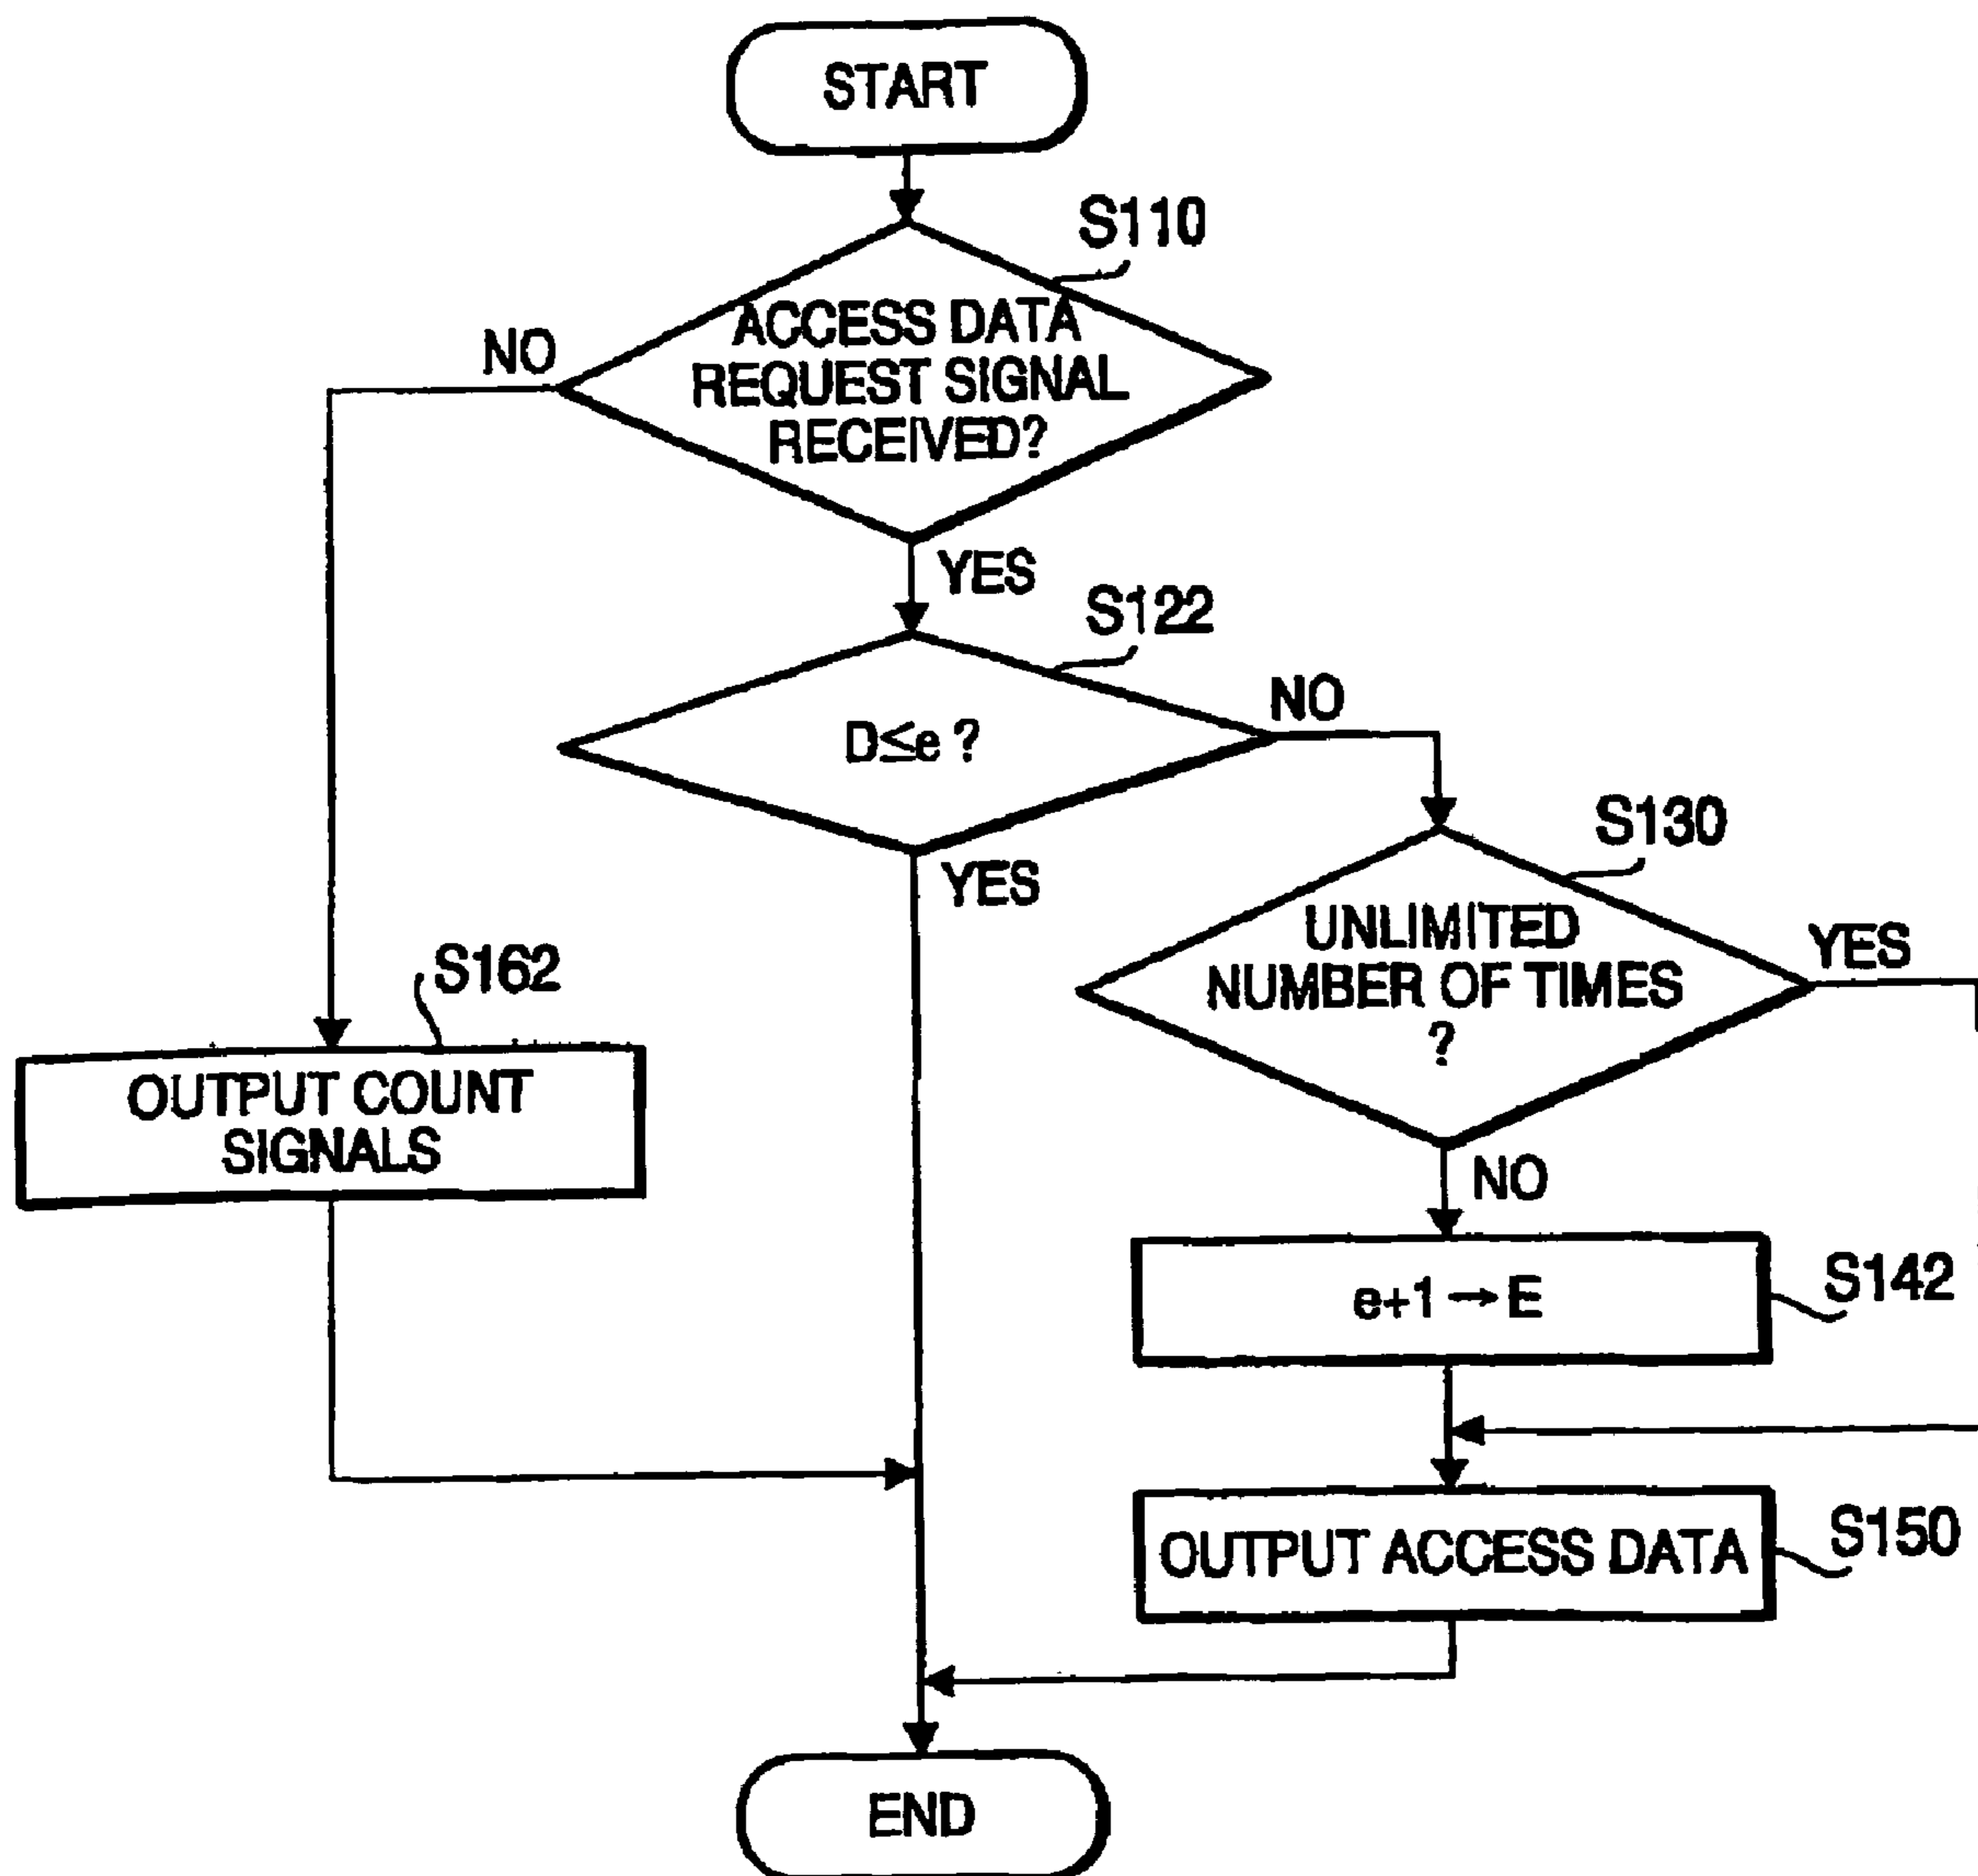 START
S110
ACCESS DATA
REQUEST SIGNAL
RECEIVED?
NO
YES
S122
D≤e ?
NO
YES
S130
UNLIMITED
NUMBER OF TIMES
?
YES
NO
S162
OUTPUT COUNT
SIGNALS
e+1→E
S142
OUTPUT ACCESS DATA
S150
END